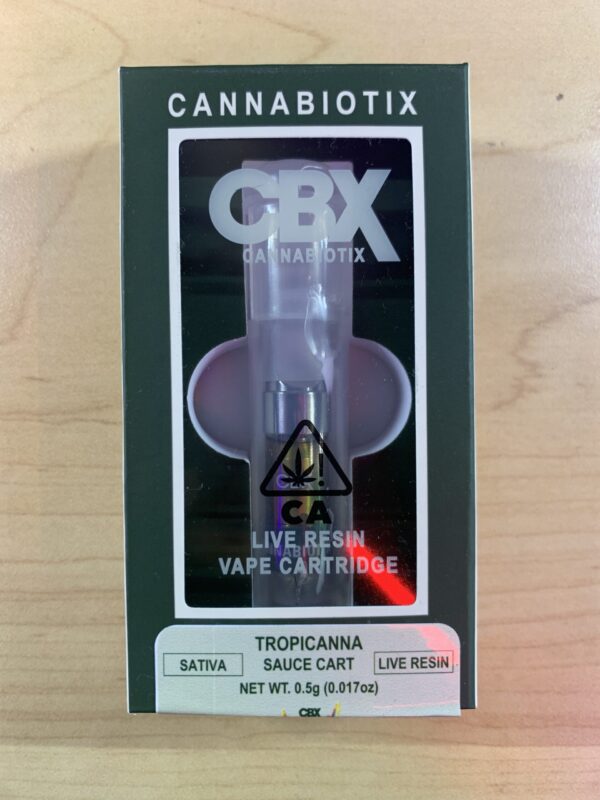 CANNABIOTIX
CBX
CANNABIOTIX
!
CA
LIVE RESIN
VAPE CARTRIDGE
TROPICANNA
SATIVA
SAUCE CART
LIVE RESIN
NET WT. 0.5g (0.017oz)
CBX